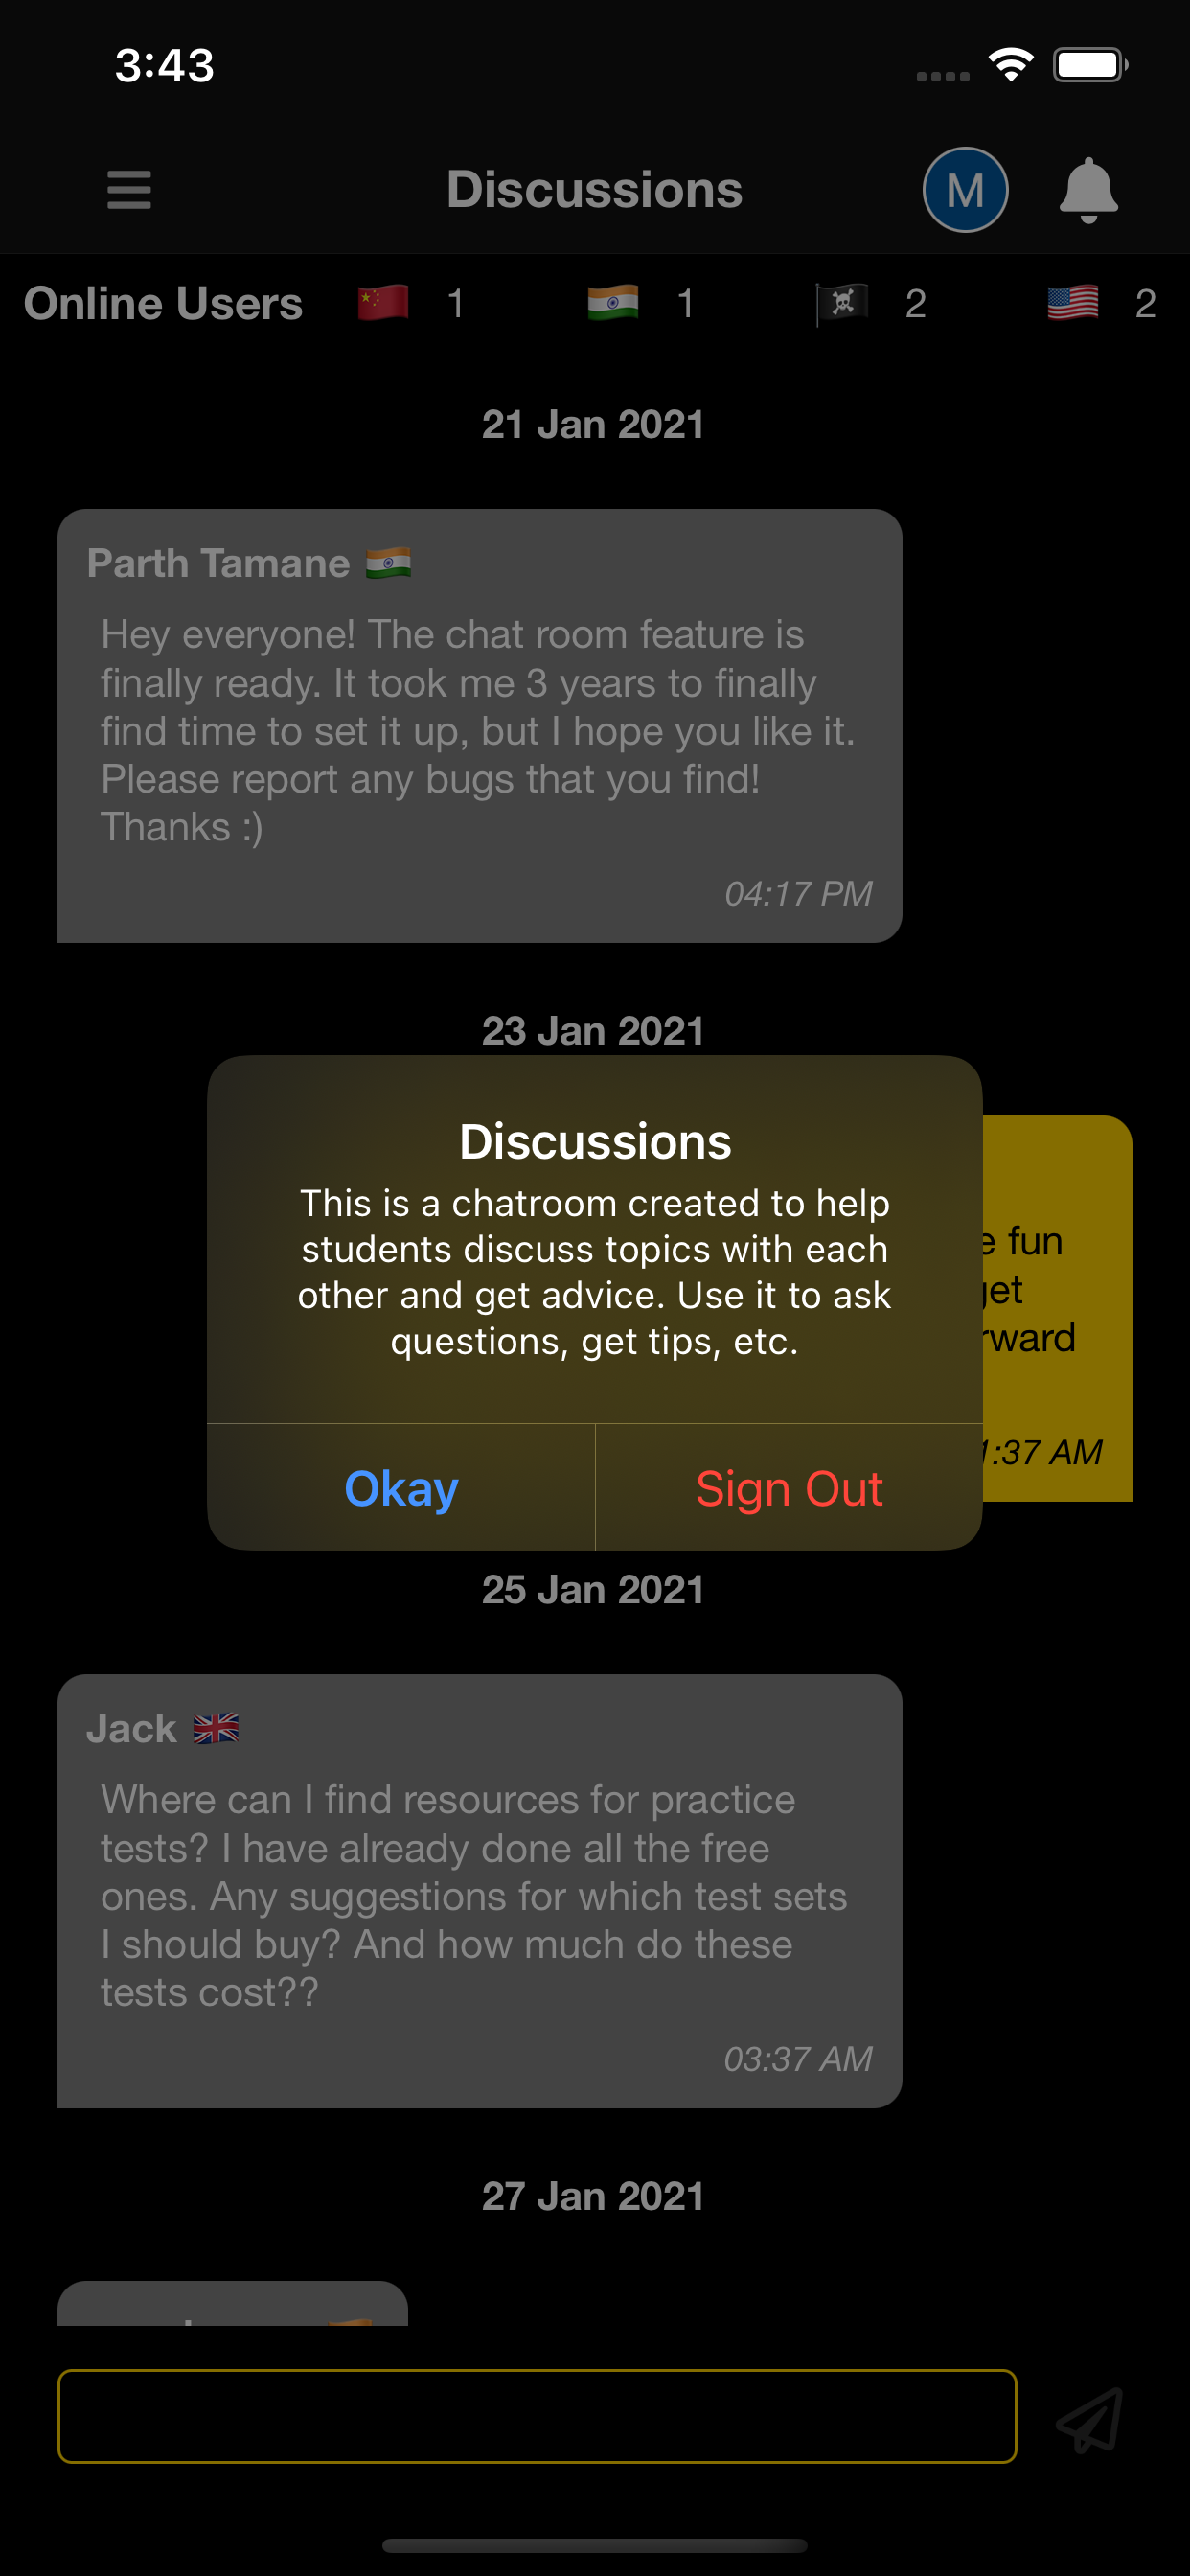 3:43
Discussions
M
Online Users 1 1 2 2
21 Jan 2021
Parth Tamane
Hey everyone! The chat room feature is
finally ready. It took me 3 years to finally
find time to set it up, but I hope you like it.
Please report any bugs that you find!
Thanks :)
04:17 PM
23 Jan 2021
Discussions
This is a chatroom created to help
students discuss topics with each
other and get advice. Use it to ask
questions, get tips, etc.
Okay
Sign Out
fun
:37 AM
25 Jan 2021
Jack
Where can I find resources for practice
tests? I have already done all the free
ones. Any suggestions for which test sets
I should buy? And how much do these
tests cost??
03:37 AM
27 Jan 2021